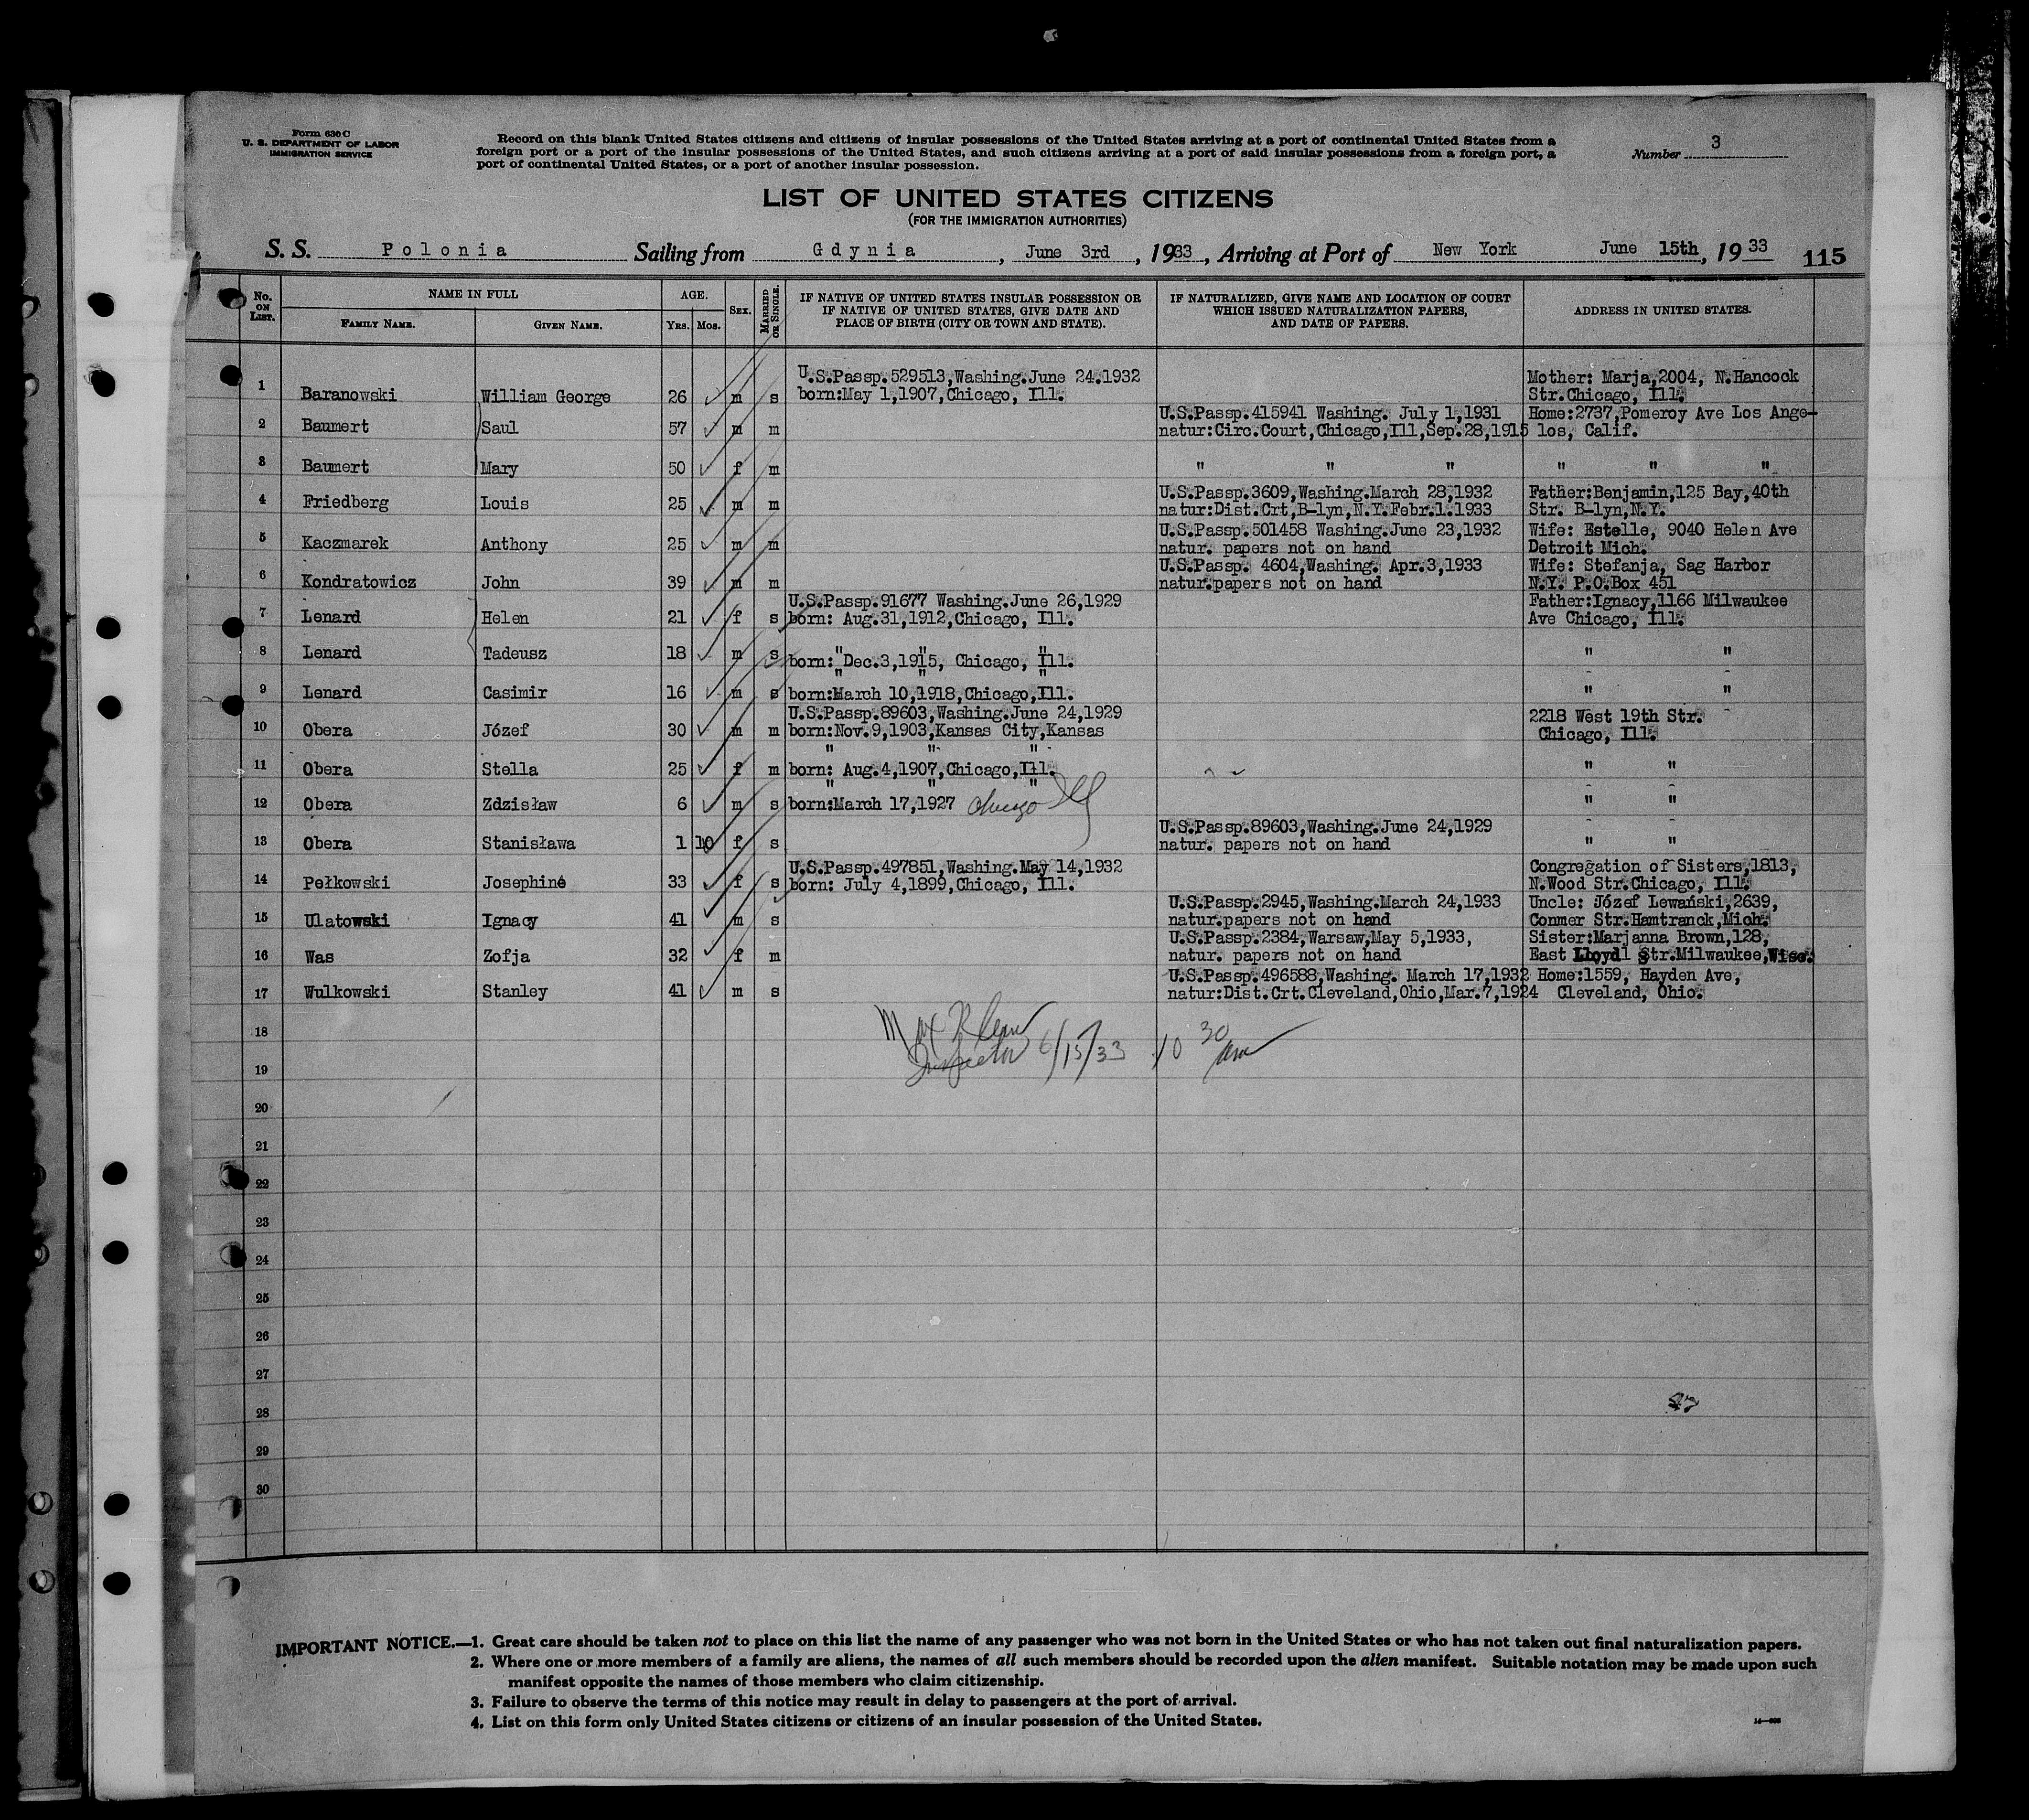 Form 630 C
U. S. DEPARTMENT OF LABOR
IMMIGRATION SERVICE
Record on this blank United States citizens and citizens of insular possessions of the United States arriving at a port of continental United States from a
foreign port or a port of the insular possessions of the United States, and such citizens arriving at a port of said insular possessions from a foreign port, a
port of continental United States, or a port of another insular possession.
Number 3
LIST OF UNITED STATES CITIZENS
(FOR THE IMMIGRATION AUTHORITIES)
S. S. Polonia Sailing from Gdynia, June 3rd, 1933, Arriving at Port of New York June 15th, 1933 115
No. ON LIST. NAME IN FULL FAMILY NAME. GIVEN NAME. AGE. YRS. MOS. SEX. MARRIED OR SINGLE. IF NATIVE OF UNITED STATES INSULAR POSSESSION OR IF NATIVE OF UNITED STATES, GIVE DATE AND PLACE OF BIRTH (CITY OR TOWN AND STATE). IF NATURALIZED, GIVE NAME AND LOCATION OF COURT WHICH ISSUED NATURALIZATION PAPERS, AND DATE OF PAPERS. ADDRESS IN UNITED STATES.
U.S.Passp.529513,Washing.June 24.1932 Mother: Marja,2004, N.Hancock
1 Baranowski William George 26 m s born:May 1,1907,Chicago, Ill. Str.Chicago, Ill.
U.S.Passp.415941 Washing. July 1,1931 Home:2737,Pomeroy Ave Los Ange-
2 Baumert Saul 57 m m natur:Circ.Court,Chicago,Ill,Sep.28,1915 los, Calif.
3 Baumert Mary 50 f m " " " " " "
U.S.Passp.3609,Washing.March 28,1932 Father:Benjamin,125 Bay,40th
4 Friedberg Louis 25 m m natur:Dist.Crt,B-lyn,N.Y.Febr.1.1933 Str. B-lyn,N.Y.
U.S.Passp.501458 Washing.June 23,1932 Wife: Estelle, 9040 Helen Ave
5 Kaczmarek Anthony 25 m m natur. papers not on hand Detroit Mich.
U.S.Passp. 4604,Washing. Apr.3,1933 Wife: Stefanja, Sag Harbor
6 Kondratowicz John 39 m m natur.papers not on hand N.Y. P.O.Box 451
U.S.Passp.91677 Washing.June 26,1929 Father:Ignacy,1166 Milwaukee
7 Lenard Helen 21 f s born: Aug.31,1912,Chicago, Ill. Ave Chicago, Ill.
" " "
8 Lenard Tadeusz 18 m s born: Dec.3,1915, Chicago, Ill. " "
" " "
9 Lenard Casimir 16 m s born:March 10,1918,Chicago,Ill. " "
U.S.Passp.89603,Washing.June 24,1929 2218 West 19th Str.
10 Obera Józef 30 m m born:Nov.9,1903,Kansas City,Kansas Chicago, Ill.
" " "
11 Obera Stella 25 f m born: Aug.4,1907,Chicago,Ill. " "
" " "
12 Obera Zdzisław 6 m s born:March 17,1927 Chicago Ill " "
U.S.Passp.89603,Washing.June 24,1929
13 Obera Stanisława 1 10 f s natur. papers not on hand " "
U.S.Passp.497851,Washing.May 14,1932 Congregation of Sisters,1813,
14 Pełkowski Josephine 33 f s born: July 4,1899,Chicago, Ill. N.Wood Str.Chicago, Ill.
U.S.Passp.2945,Washing.March 24,1933 Uncle: Józef Lewański,2639,
15 Ulatowski Ignacy 41 m s natur.papers not on hand Conmer Str.Hamtranck,Mich.
U.S.Passp.2384,Warsaw,May 5,1933, Sister:Marjanna Brown,128,
16 Was Zofja 32 f m natur. papers not on hand East Lloydl Str.Milwaukee,Wisc.
U.S.Passp.496588,Washing. March 17,1932 Home:1559, Hayden Ave,
17 Wulkowski Stanley 41 m s natur:Dist.Crt.Cleveland,Ohio,Mar.7,1924 Cleveland, Ohio.
18
Inspector 6/15/33 10 30 am
19
20
21
22
23
24
25
26
27
28
29
30
IMPORTANT NOTICE.—1. Great care should be taken not to place on this list the name of any passenger who was not born in the United States or who has not taken out final naturalization papers.
2. Where one or more members of a family are aliens, the names of all such members should be recorded upon the alien manifest. Suitable notation may be made upon such
manifest opposite the names of those members who claim citizenship.
3. Failure to observe the terms of this notice may result in delay to passengers at the port of arrival.
4. List on this form only United States citizens or citizens of an insular possession of the United States.